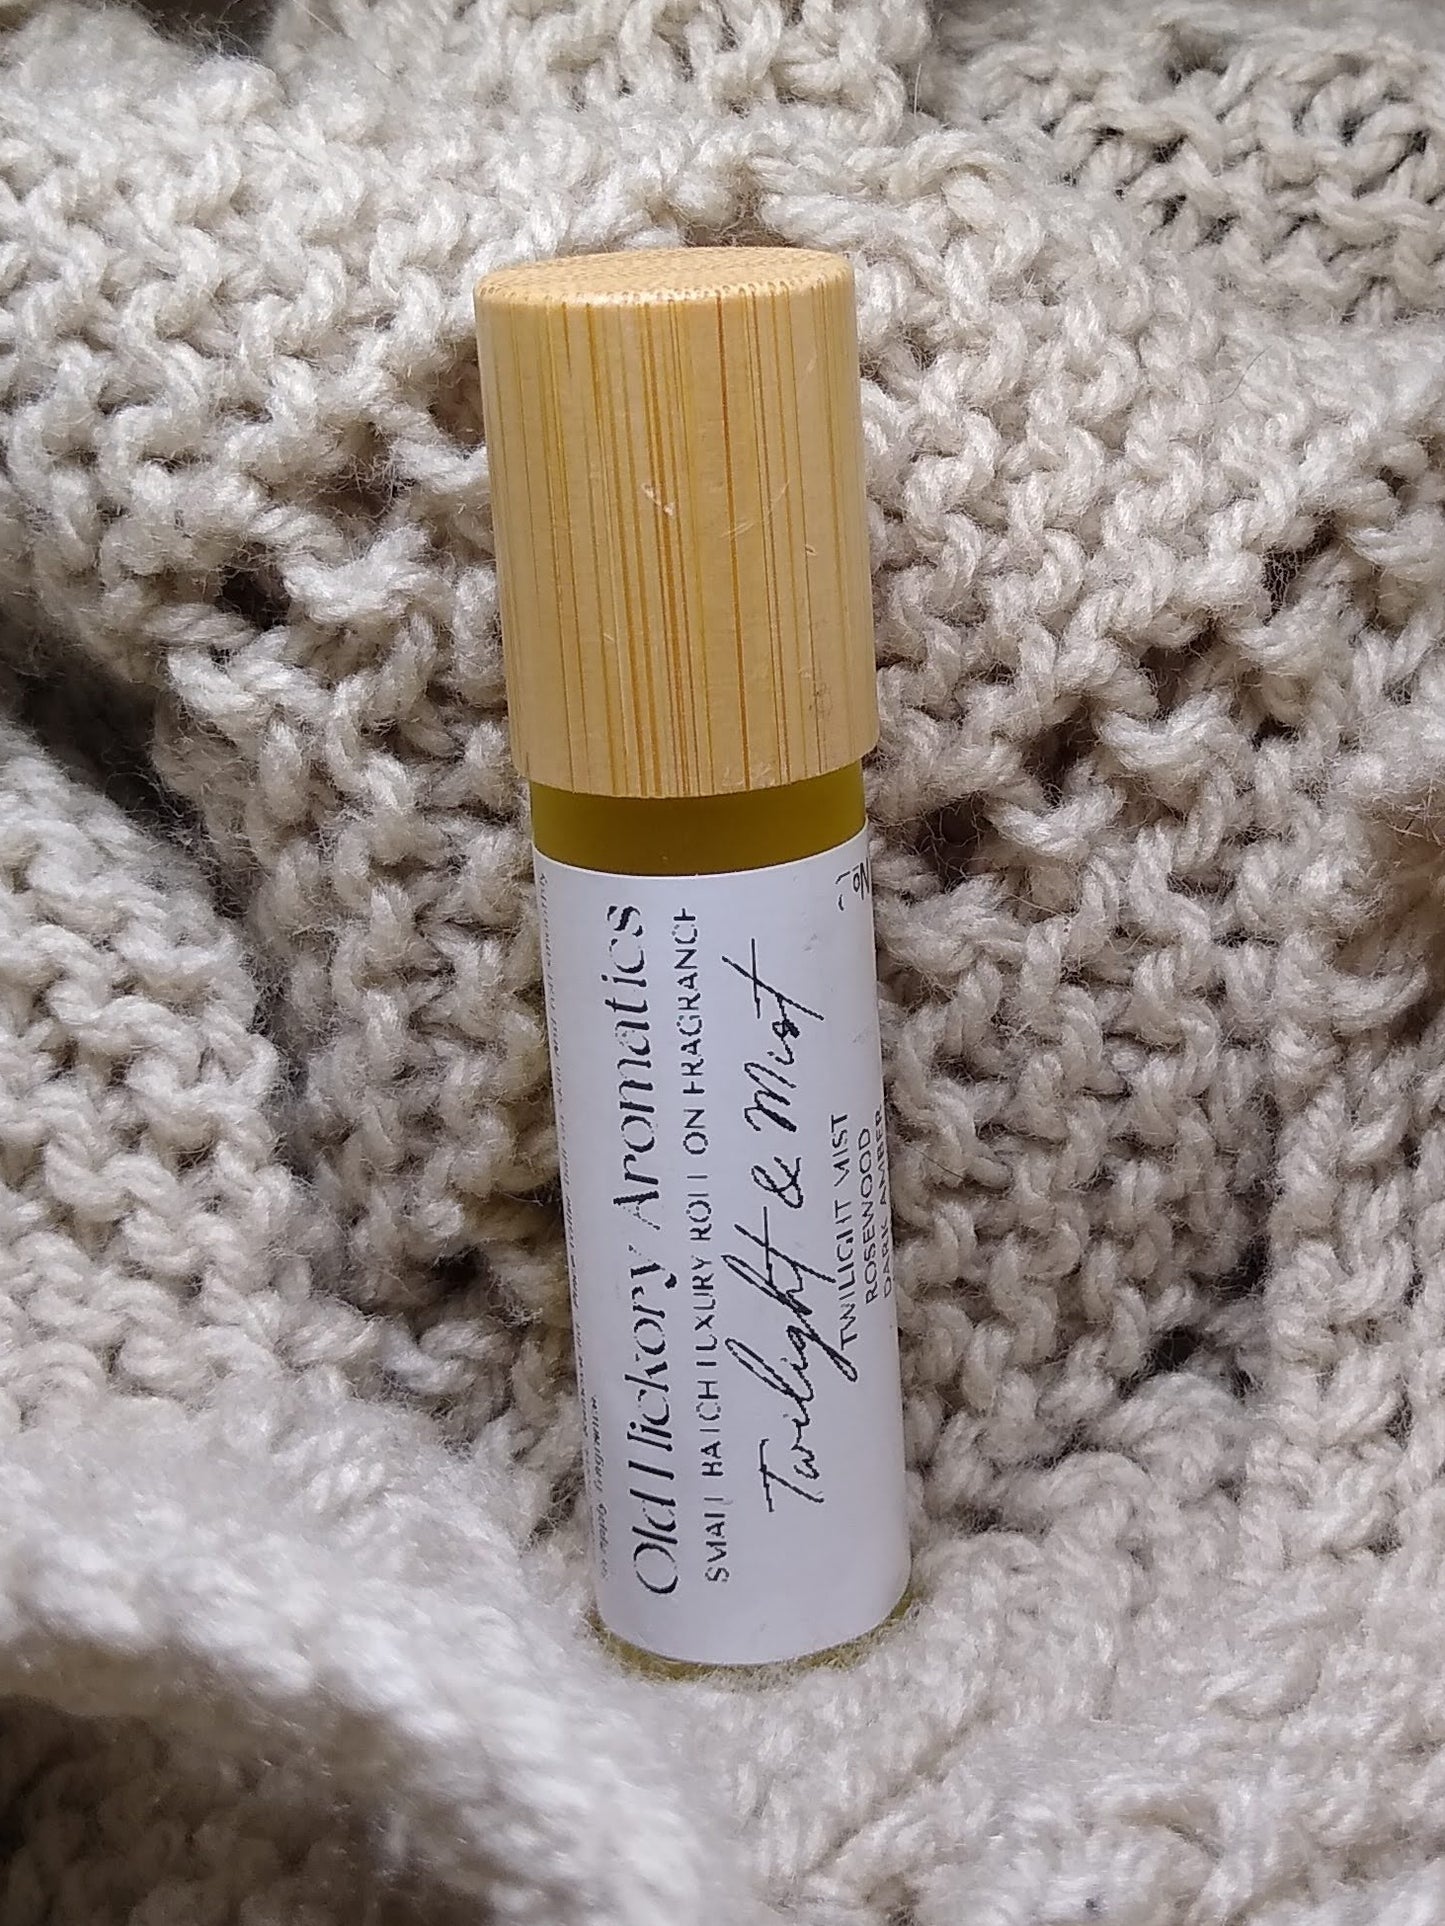 Old Hickory Aromatics
SMALL BATCH LUXURY ROLL ON FRAGRANCE
Twilight & Mist
TWILIGHT MIST
ROSEWOOD
DARK AMBER